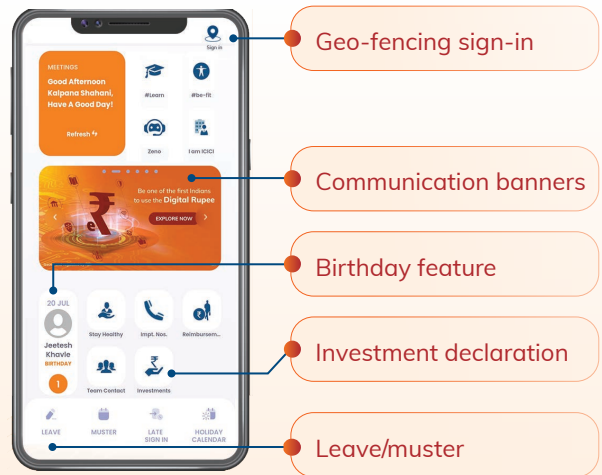 Sign in
Geo-fencing sign-in
MEETINGS
Good Afternoon
Kalpana Shahani,
Have A Good Day!
Refresh
#Learn
#be-fit
Zeno
I am ICICI
Be one of the first Indians
to use the Digital Rupee
EXPLORE NOW
₹
e
Communication banners
Birthday feature
20 JUL
Jeetesh
Khavle
BIRTHDAY
1
Stay Healthy
Impt. Nos.
Reimbursem...
Team Contact
Investments
Investment declaration
LEAVE
MUSTER
LATE
SIGN IN
HOLIDAY
CALENDAR
Leave/muster